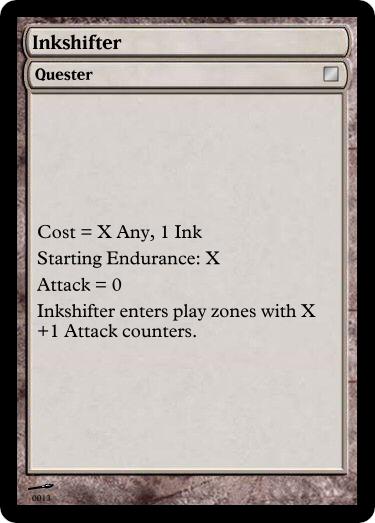 Inkshifter
Quester
Cost = X Any, 1 Ink
Starting Endurance: X
Attack = 0
Inkshifter enters play zones with X
+1 Attack counters.
0013